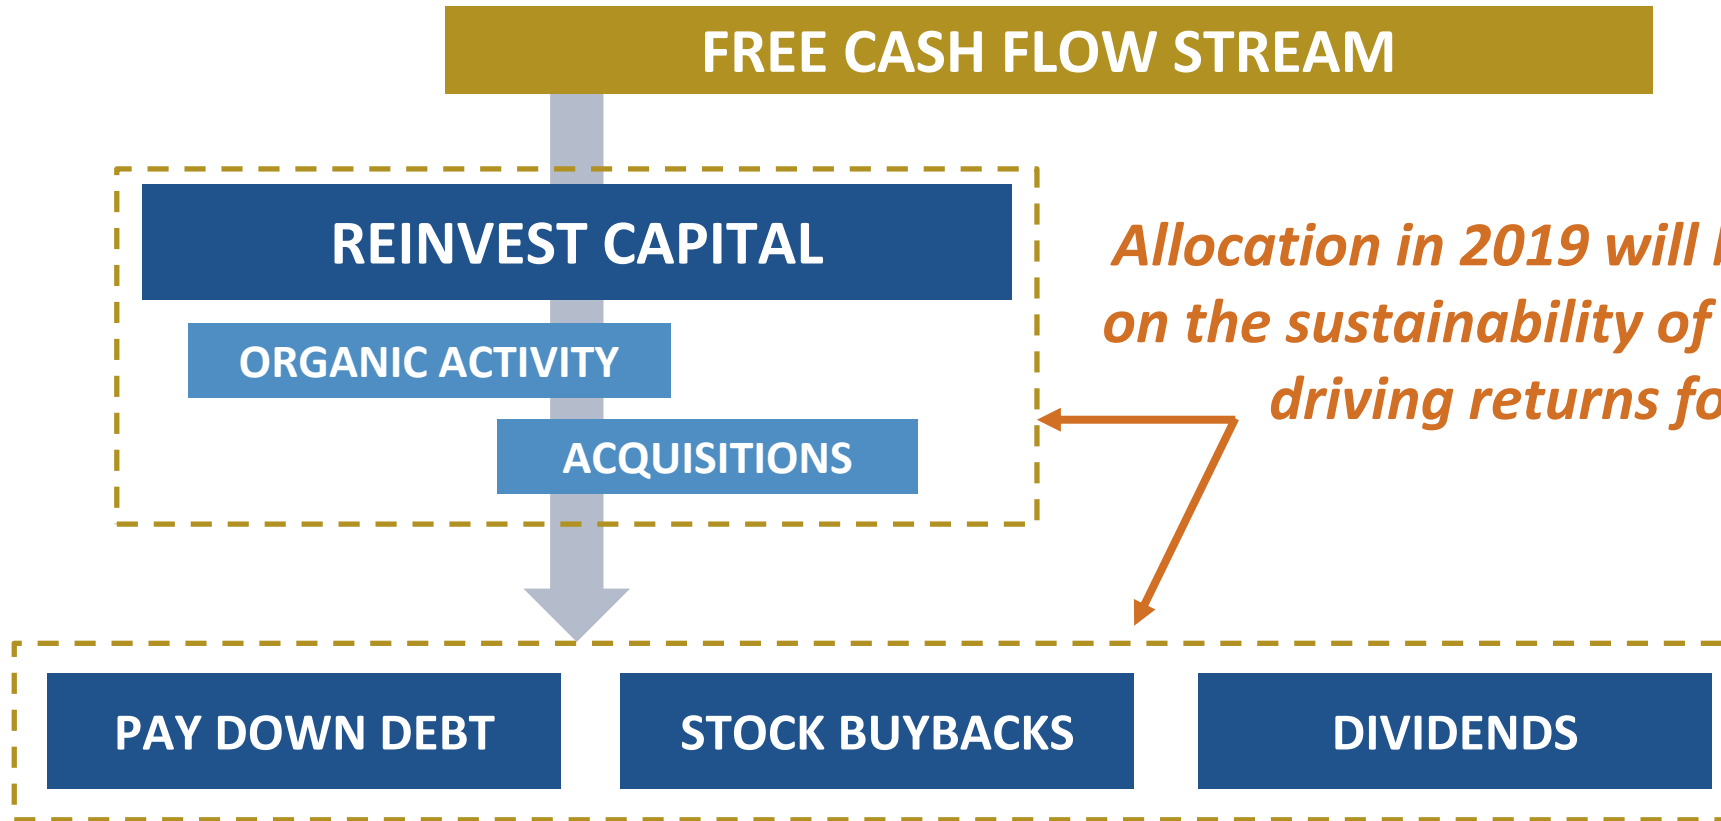 FREE CASH FLOW STREAM
REINVEST CAPITAL
Allocation in 2019 will
ORGANIC ACTIVITY
on the sustainability of
driving returns
ACQUISITIONS
PAY DOWN DEBT
STOCK BUYBACKS
DIVIDENDS